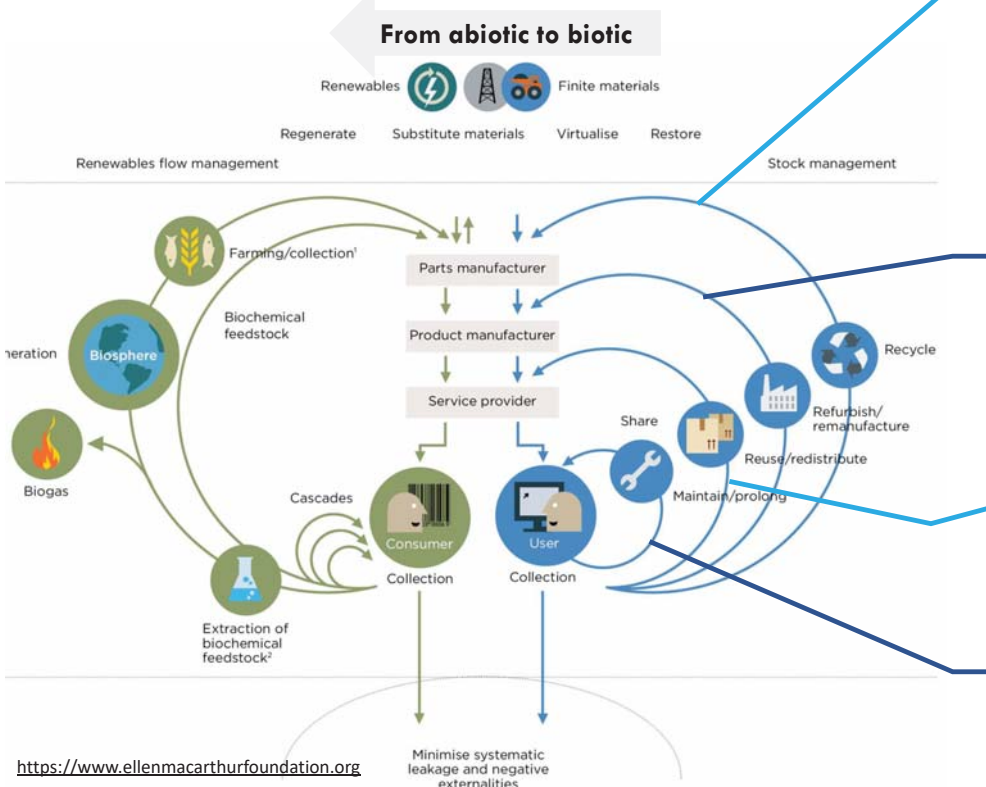 From abiotic to biotic
Renewables
Finite materials
Regenerate
Substitute materials
Virtualise
Restore
Renewables flow management
Stock management
Farming/collection¹
Parts manufacturer
Biochemical
feedstock
Product manufacturer
neration
Biosphere
Recycle
Service provider
Share
Refurbish/
remanufacture
Reuse/redistribute
Biogas
Cascades
Maintain/prolong
Consumer
User
Collection
Collection
Extraction of
biochemical
feedstock²
Minimise systematic
leakage and negative
externalities
https://www.ellenmacarthurfoundation.org